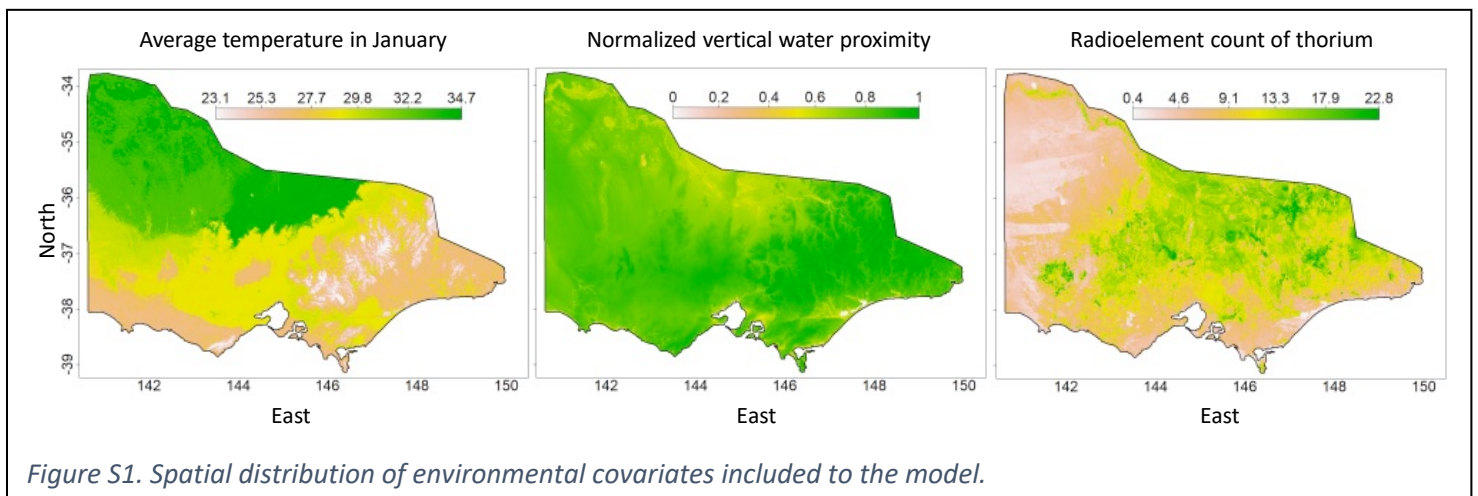 Average temperature in January
Normalized vertical water proximity
Radioelement count of thorium
23.1 25.3 27.7 29.8 32.2 34.7
0 0.2 0.4 0.6 0.8 1
0.4 4.6 9.1 13.3 17.9 22.8
-34
-35
-36
-37
-38
-39
North
142 144 146 148 150
142 144 146 148 150
142 144 146 148 150
East
East
East
Figure S1. Spatial distribution of environmental covariates included to the model.